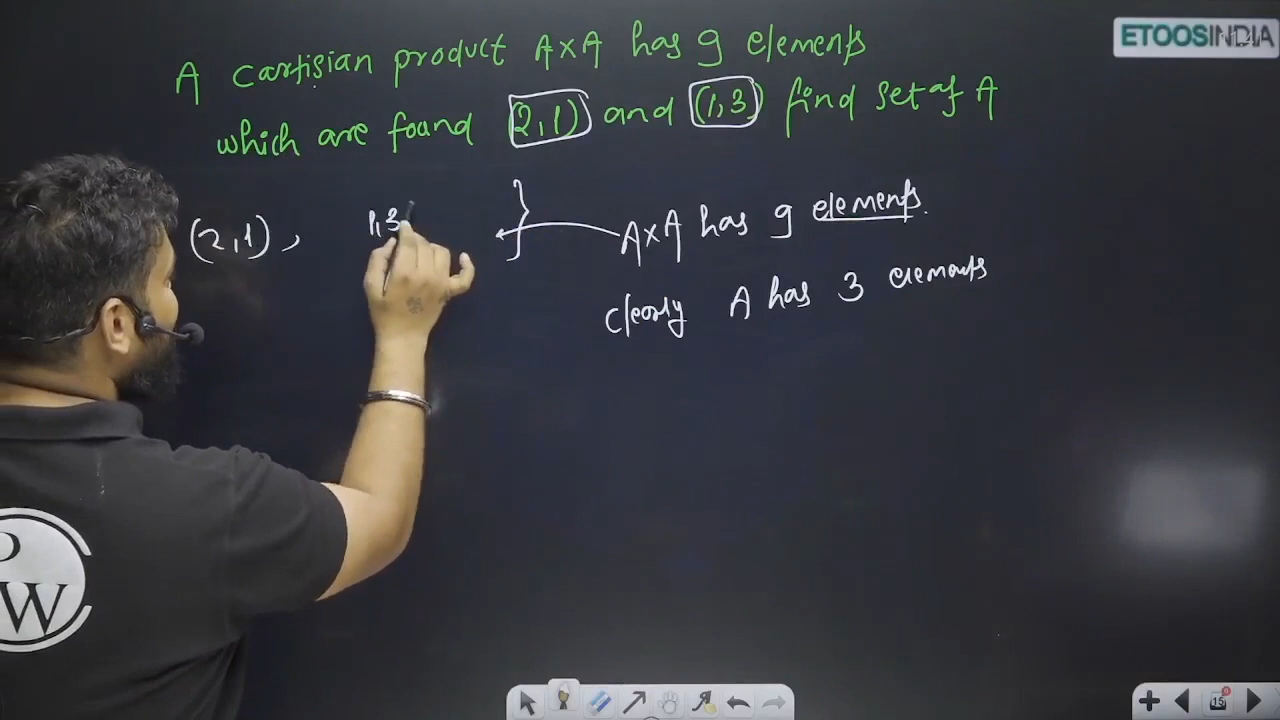 A cartisian product A×A has 9 elements
which are found (2,1) and (1,3) find set of A
(2,1), 1,3 }
A×A has 9 elements.
clearly A has 3 elements
ETOOSINDIA
P
W
15